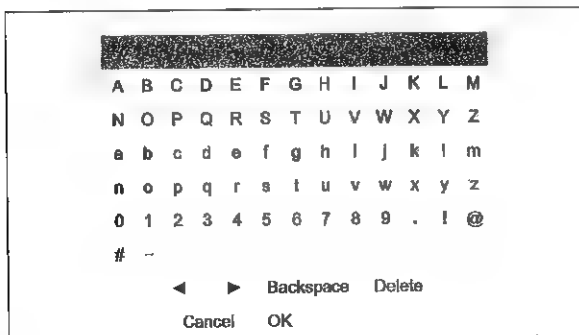 A B C D E F G H I J K L M
N O P Q R S T U V W X Y Z
a b c d e f g h i j k l m
n o p q r s t u v w x y z
0 1 2 3 4 5 6 7 8 9 . ! @
# -
◄ ► Backspace Delete
Cancel OK